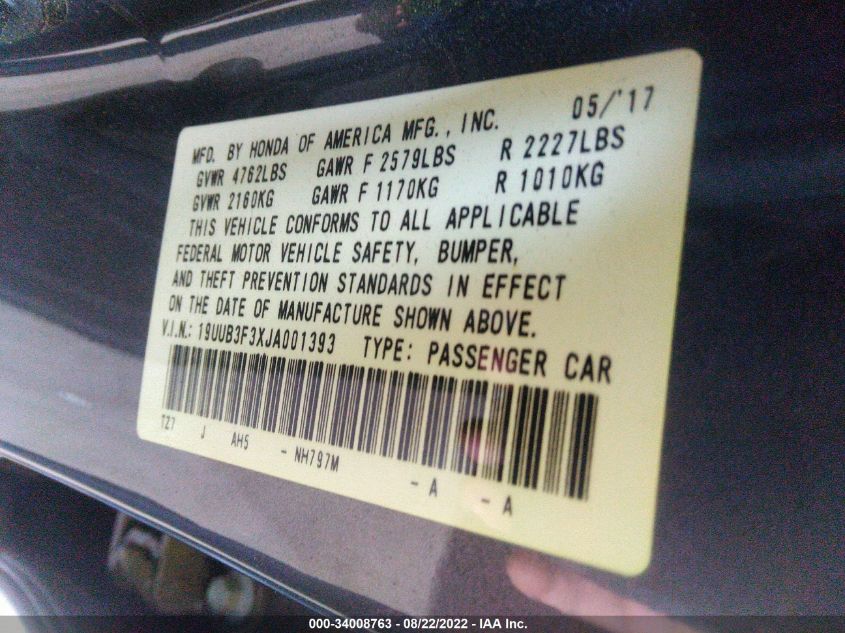 05/'17
MFD. BY HONDA OF AMERICA MFG., INC.
GVWR 4762LBS GAWR F 2579LBS R 2227LBS
GVWR 2160KG GAWR F 1170KG R 1010KG
THIS VEHICLE CONFORMS TO ALL APPLICABLE
FEDERAL MOTOR VEHICLE SAFETY, BUMPER,
AND THEFT PREVENTION STANDARDS IN EFFECT
ON THE DATE OF MANUFACTURE SHOWN ABOVE.
V.I.N.: 19UUB3F3XJA001393 TYPE: PASSENGER CAR
TZ7 J AH5 - NH797M - A - A
000-34008763 - 08/22/2022 - IAA Inc.